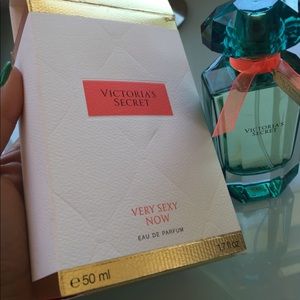 VICTORIA'S
SECRET
VERY SEXY
NOW
EAU DE PARFUM
e 50 ml
1.7 fl oz
VICTORIA'S
SECRET